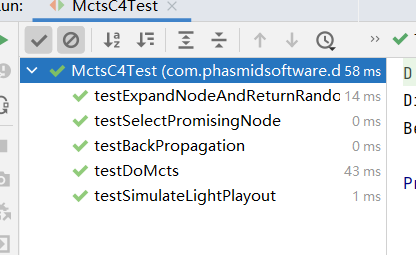 un: MctsC4Test ×
»
MctsC4Test (com.phasmidsoftware.d 58 ms
testExpandNodeAndReturnRando 14 ms
testSelectPromisingNode 0 ms
testBackPropagation 0 ms
testDoMcts 43 ms
testSimulateLightPlayout 1 ms
D
Di
Be
Pr